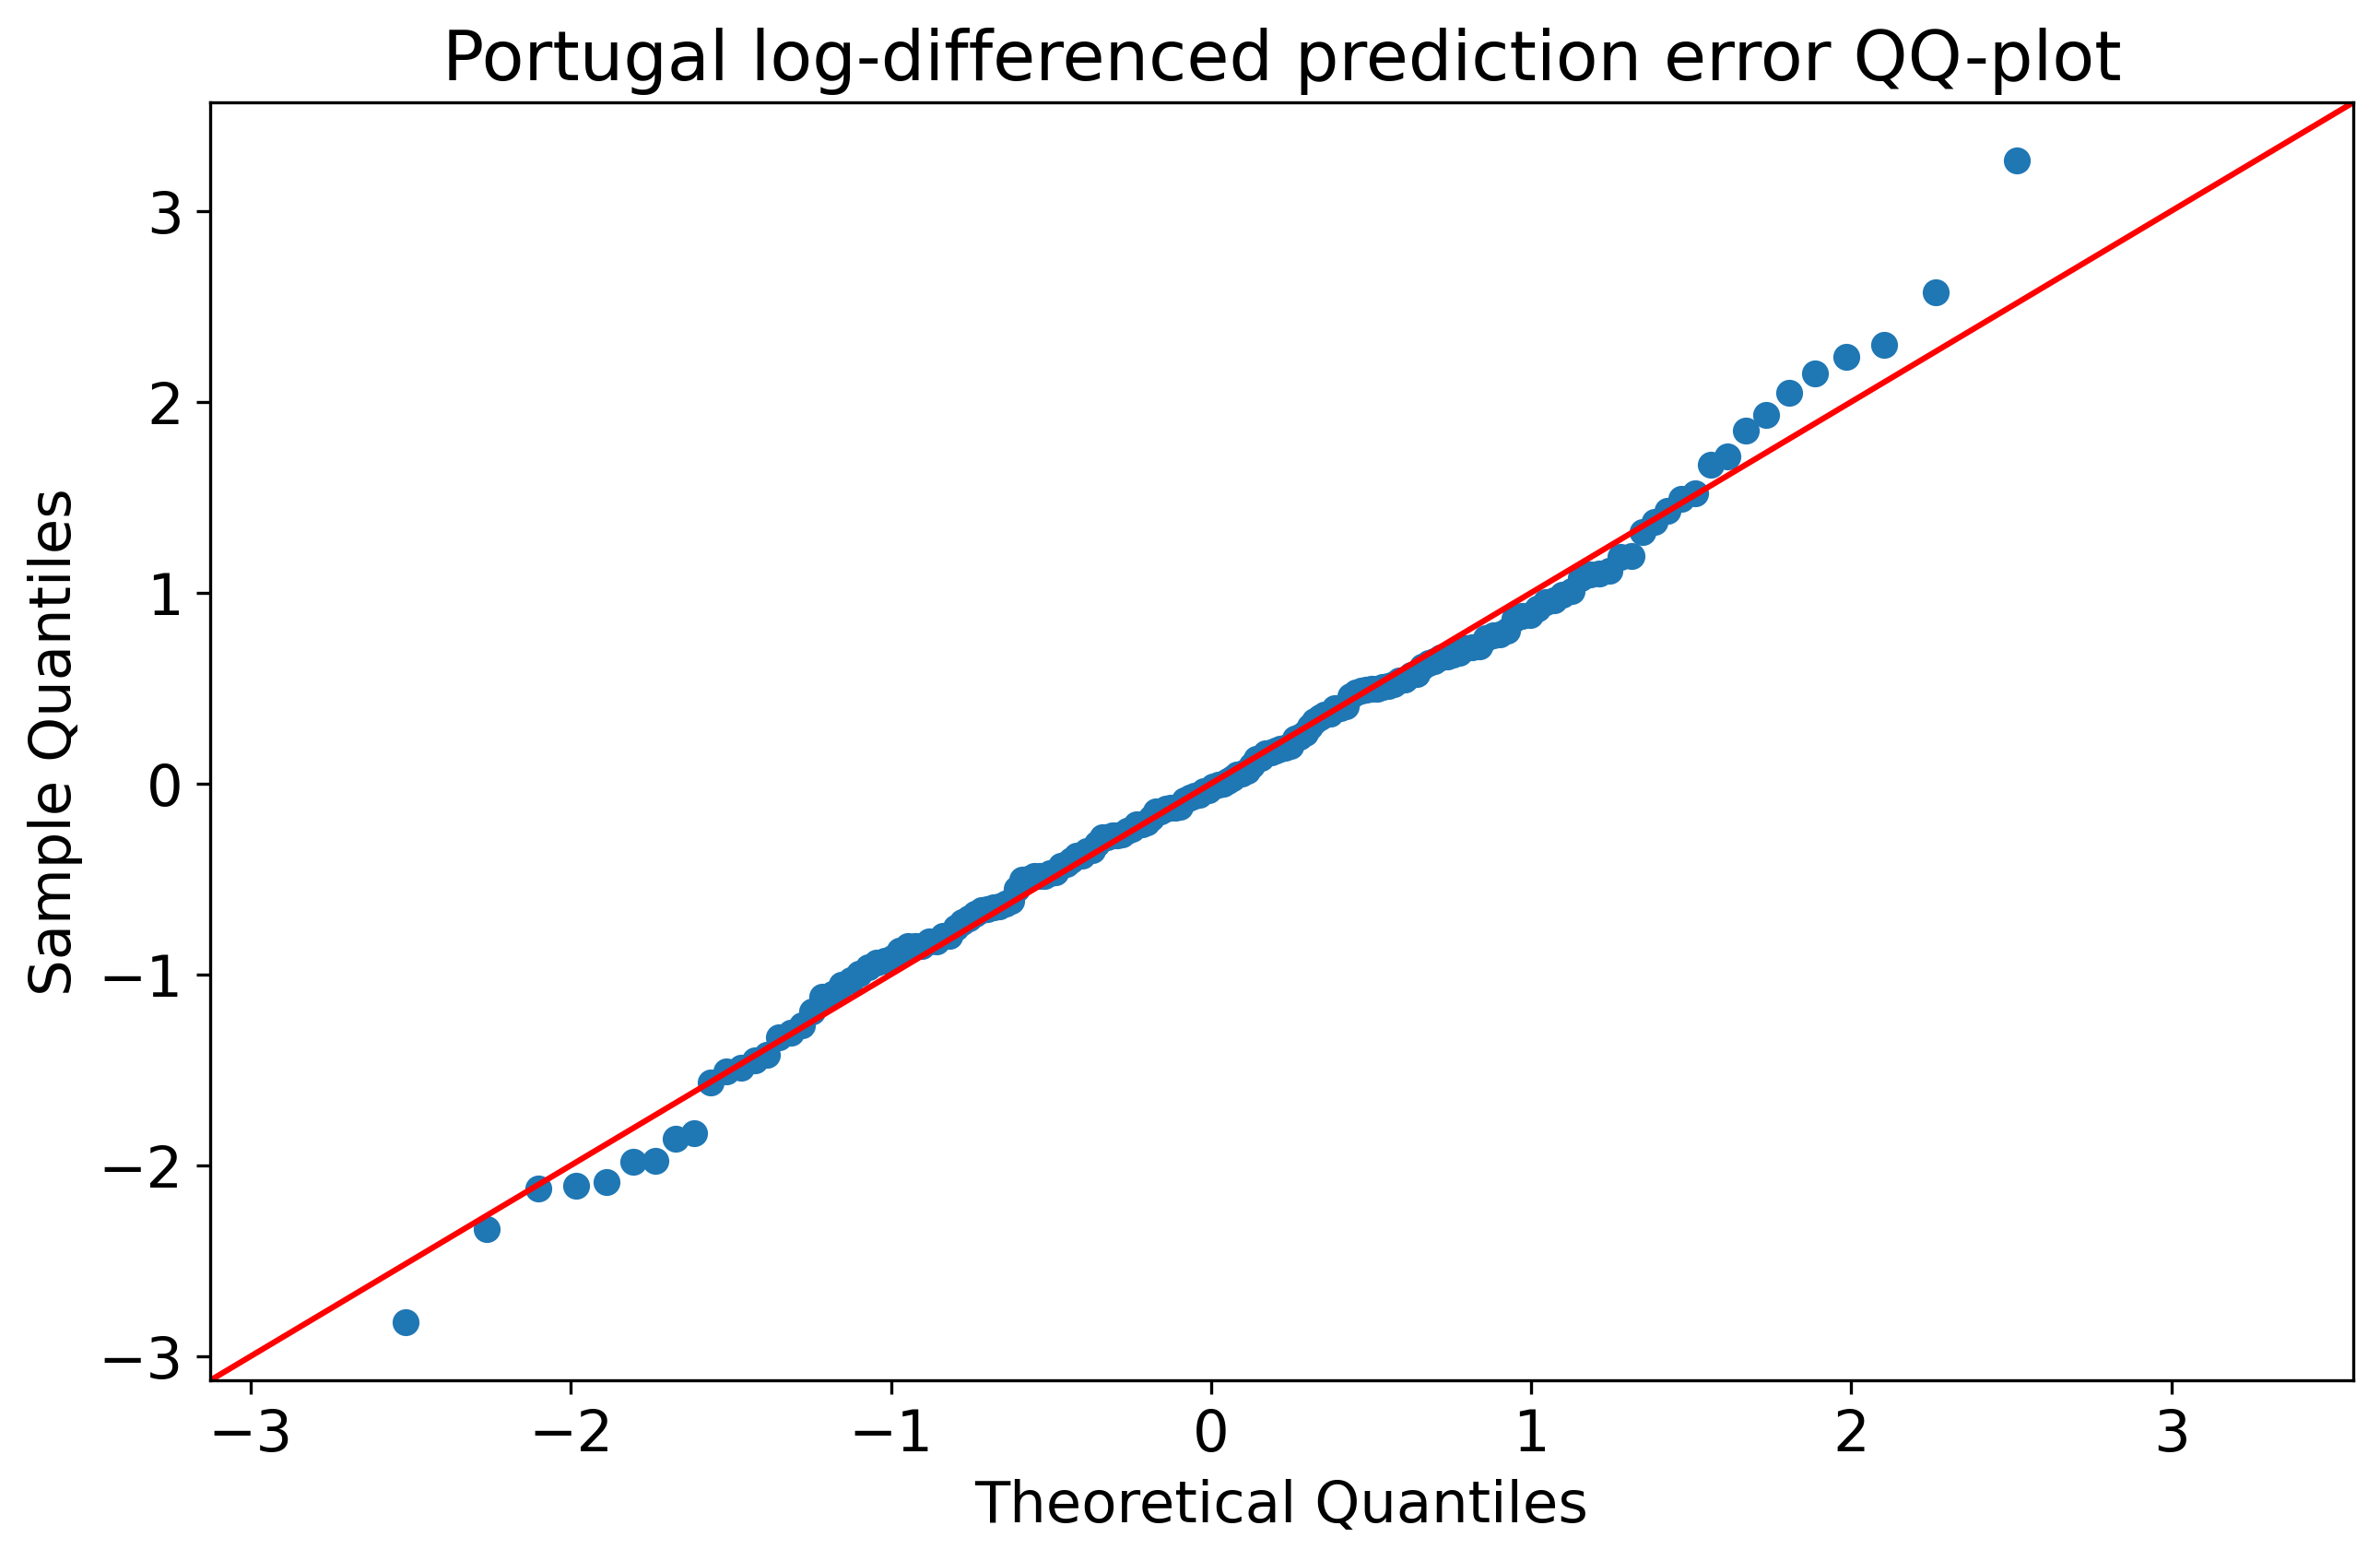 Portugal log-differenced prediction error QQ-plot
3
2
1
0
−1
−2
−3
Sample Quantiles
−3 −2 −1 0 1 2 3
Theoretical Quantiles